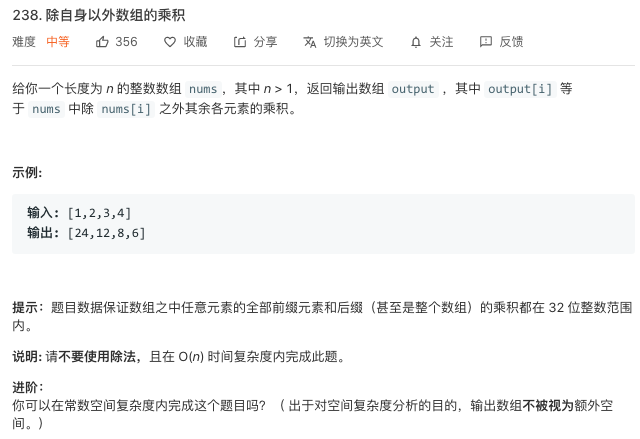 238. 除自身以外数组的乘积
难度 中等 356 收藏 分享 切换为英文 关注 反馈
给你一个长度为 n 的整数数组 nums，其中 n > 1，返回输出数组 output ，其中 output[i] 等
于 nums 中除 nums[i] 之外其余各元素的乘积。
示例:
输入: [1,2,3,4]
输出: [24,12,8,6]
提示：题目数据保证数组之中任意元素的全部前缀元素和后缀（甚至是整个数组）的乘积都在 32 位整数范围
内。
说明: 请不要使用除法，且在 O(n) 时间复杂度内完成此题。
进阶：
你可以在常数空间复杂度内完成这个题目吗？（ 出于对空间复杂度分析的目的，输出数组不被视为额外空
间。）